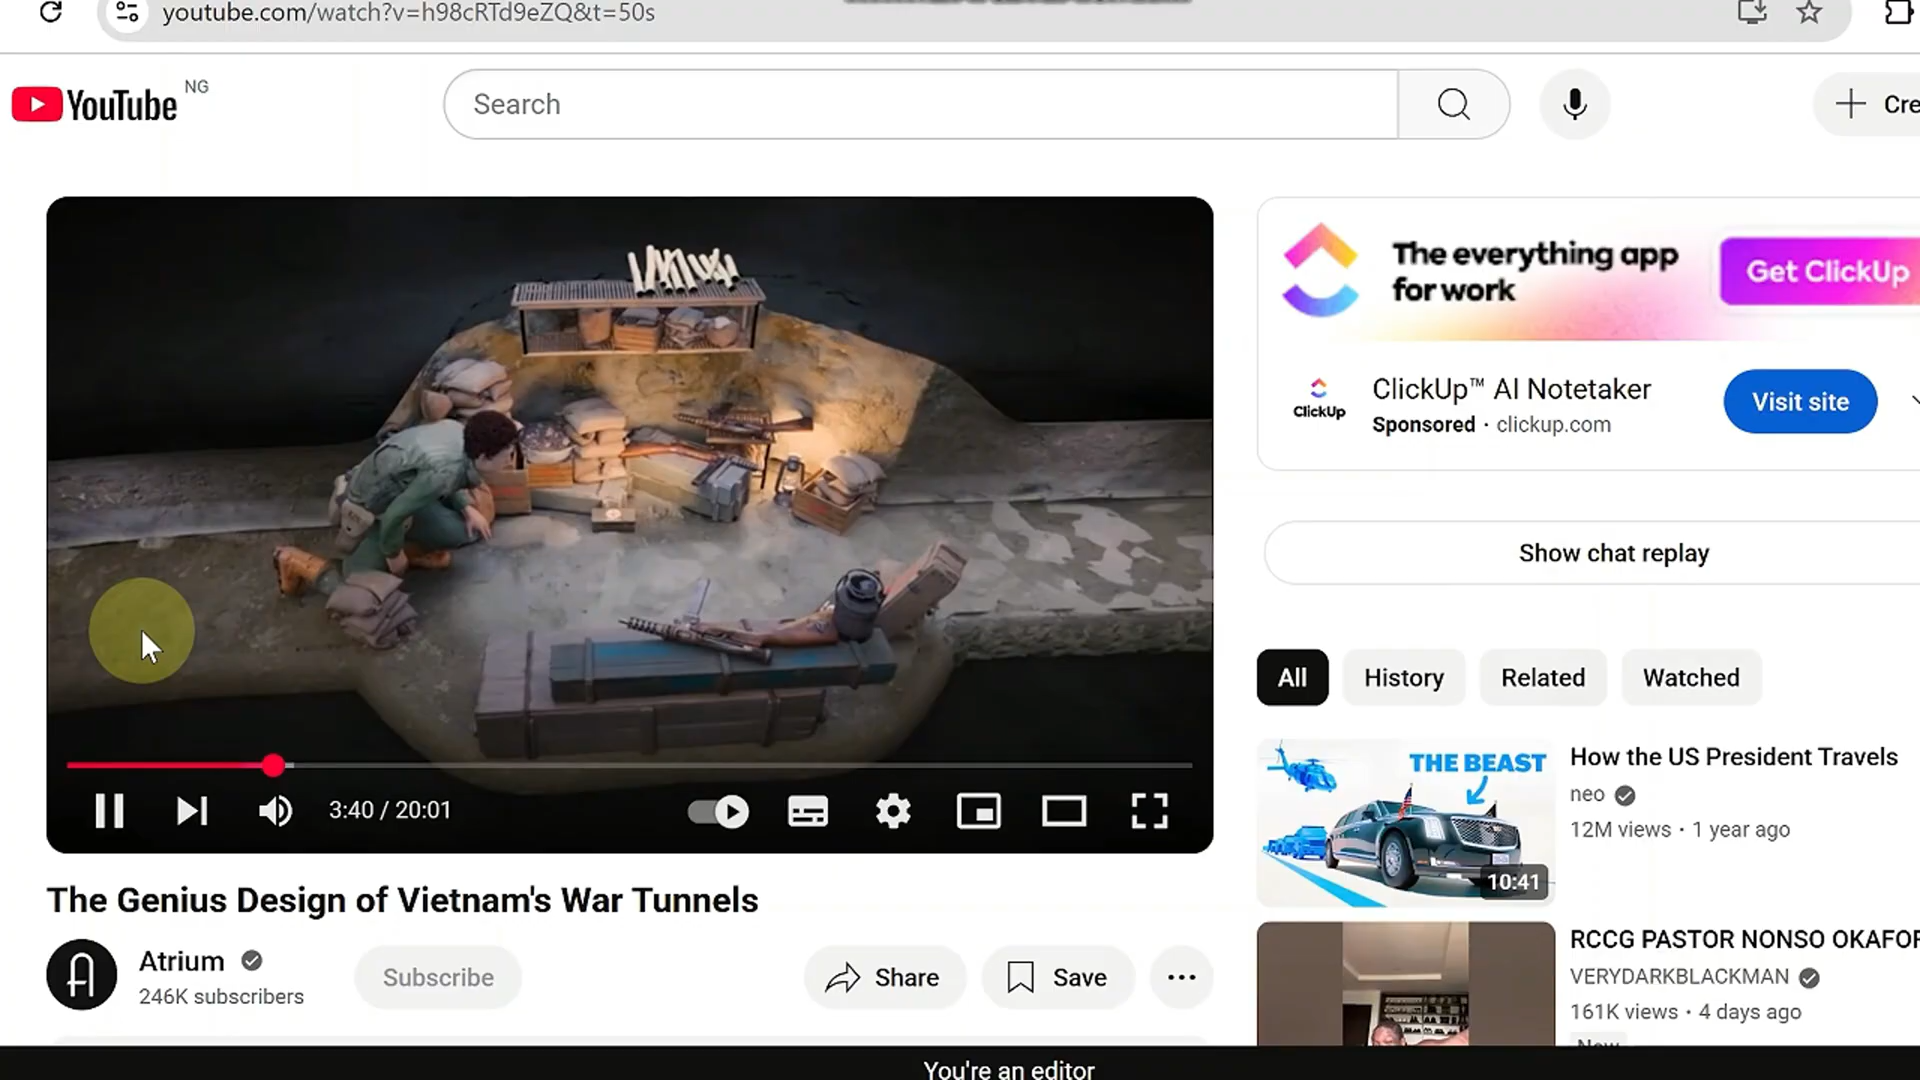 youtube.com/watch?v=h98cRTd9eZQ&t=50s
YouTube NG
Search
Cre
The everything app
for work
Get ClickUp
ClickUp
ClickUp™ AI Notetaker
Sponsored · clickup.com
Visit site
Show chat replay
All
History
Related
Watched
3:40 / 20:01
THE BEAST
10:41
How the US President Travels
neo
12M views · 1 year ago
The Genius Design of Vietnam's War Tunnels
Atrium
246K subscribers
Subscribe
Share
Save
RCCG PASTOR NONSO OKAFOR
VERYDARKBLACKMAN
161K views · 4 days ago
New
You're an editor